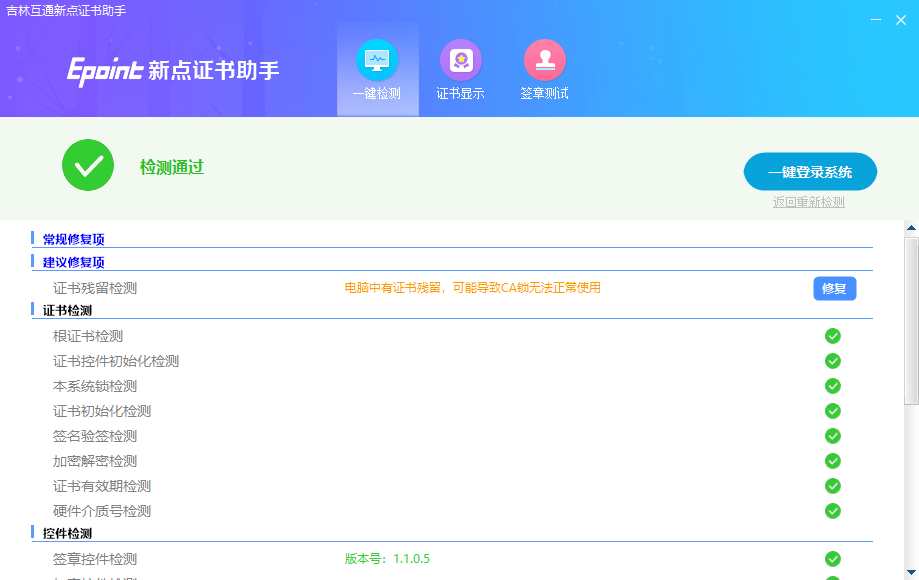 吉林互通新点证书助手
Epoint 新点证书助手
一键检测
证书显示
签章测试
检测通过
一键登录系统
返回重新检测
常规修复项
建议修复项
证书残留检测 电脑中有证书残留，可能导致CA锁无法正常使用 修复
证书检测
根证书检测
证书控件初始化检测
本系统锁检测
证书初始化检测
签名验签检测
加密解密检测
证书有效期检测
硬件介质号检测
控件检测
签章控件检测 版本号：1.1.0.5